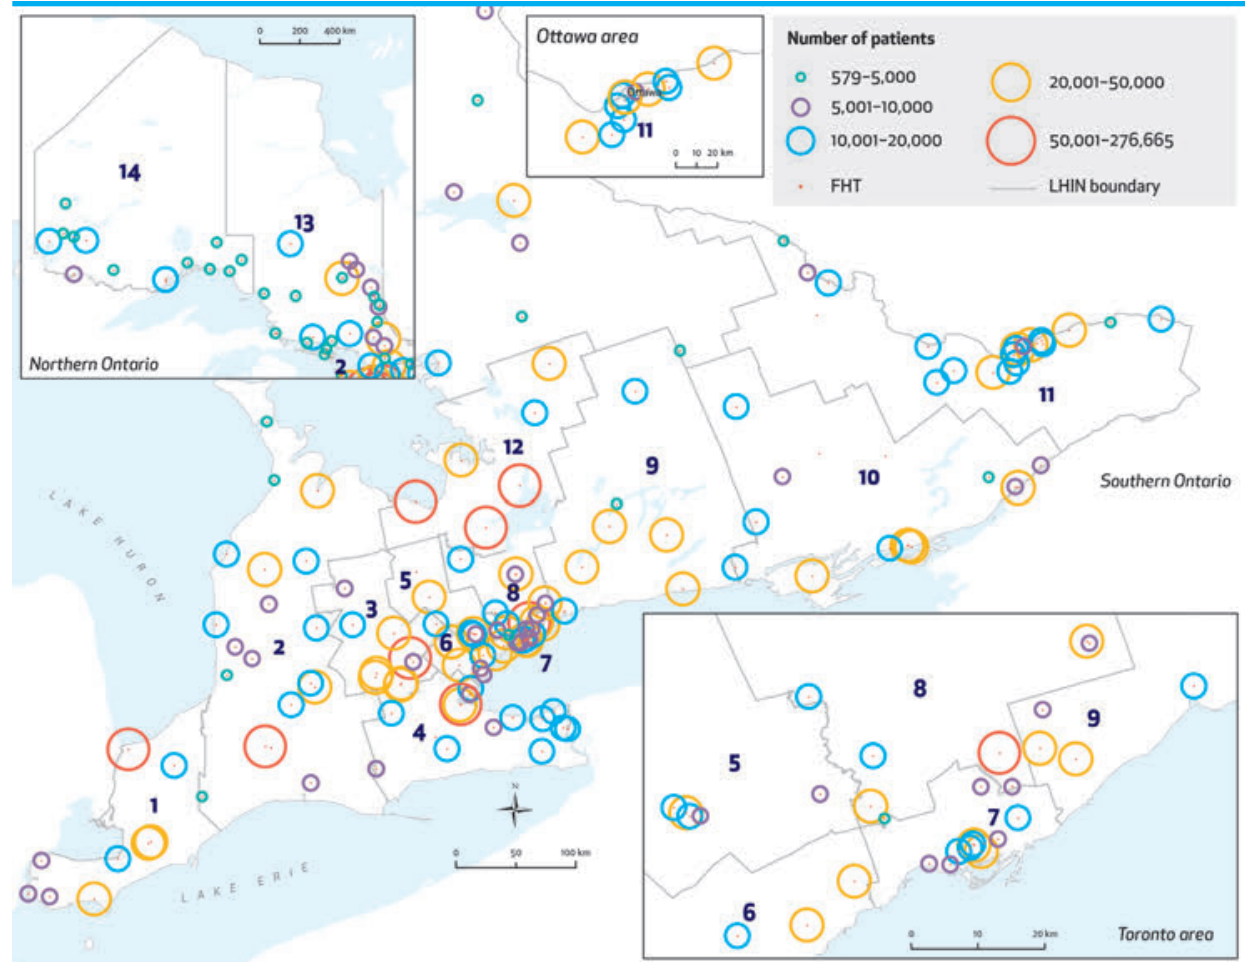 0 200 400 km
14
13
2
Northern Ontario
Ottawa area
Ottawa
11
0 10 20 km
Number of patients
579–5,000
5,001–10,000
10,001–20,000
FHT
20,001–50,000
50,001–276,665
LHIN boundary
12
9
10
11
Southern Ontario
LAKE HURON
5
8
3
6
2
7
4
1
N
0 50 100 km
LAKE ERIE
8
9
5
7
6
0 10 20 km
Toronto area